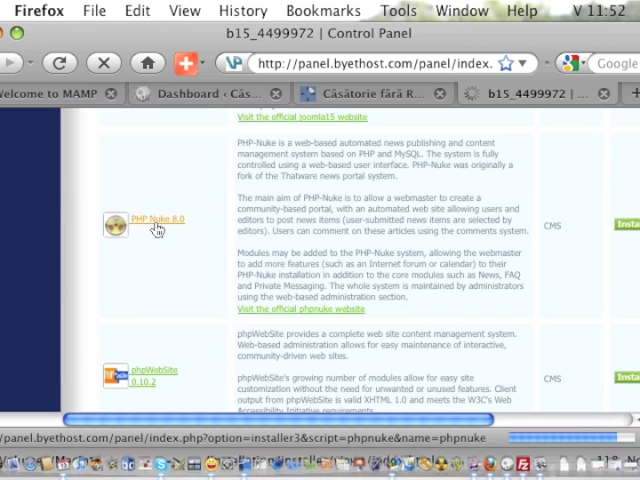 Firefox File Edit View History Bookmarks Tools Window Help V 11:52
b15_4499972 | Control Panel
http://panel.byethost.com/panel/index. Google
elcome to MAMP Dashboard ‹ Căs... Căsătorie fără R... b15_4499972 | ...
Visit the official joomla15 website
PHP-Nuke is a web-based automated news publishing and content
management system based on PHP and MySQL. The system is fully
controlled using a web-based user interface. PHP-Nuke was originally a
fork of the Thatware news portal system.
The main aim of PHP-Nuke is to allow a webmaster to create a
community-based portal, with an automated web site allowing users and
editors to post news items (user-submitted news items are selected by
editors). Users can comment on these articles using the comments system.
PHP Nuke 8.0
CMS
Insta
Modules may be added to the PHP-Nuke system, allowing the webmaster
to add more features (such as an Internet forum or calendar) to their
PHP-Nuke installation in addition to the core modules such as News, FAQ
and Private Messaging. The whole system is maintained by administrators
using the web-based administration section.
Visit the official phpnuke website
phpWebSite provides a complete web site content management system.
Web-based administration allows for easy maintenance of interactive,
community-driven web sites.
phpWebSite
0.10.2
phpWebSite's growing number of modules allow for easy site
customization without the need for unwanted or unused features. Client
output from phpWebSite is valid XHTML 1.0 and meets the W3C's Web
Accessibility Initiative requirements.
CMS
Insta
/panel.byethost.com/panel/index.php?option=installer3&script=phpnuke&name=phpnuke